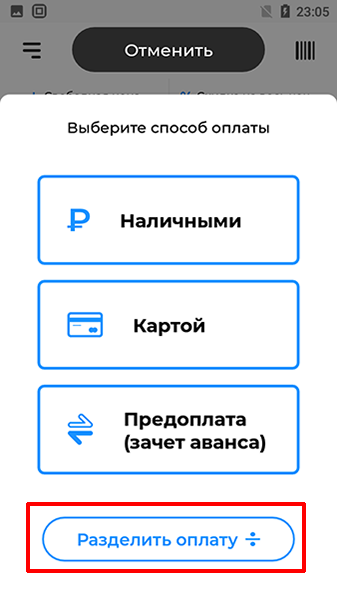 23:05
Отменить
Выберите способ оплаты
Наличными
Картой
Предоплата
(зачет аванса)
Разделить оплату